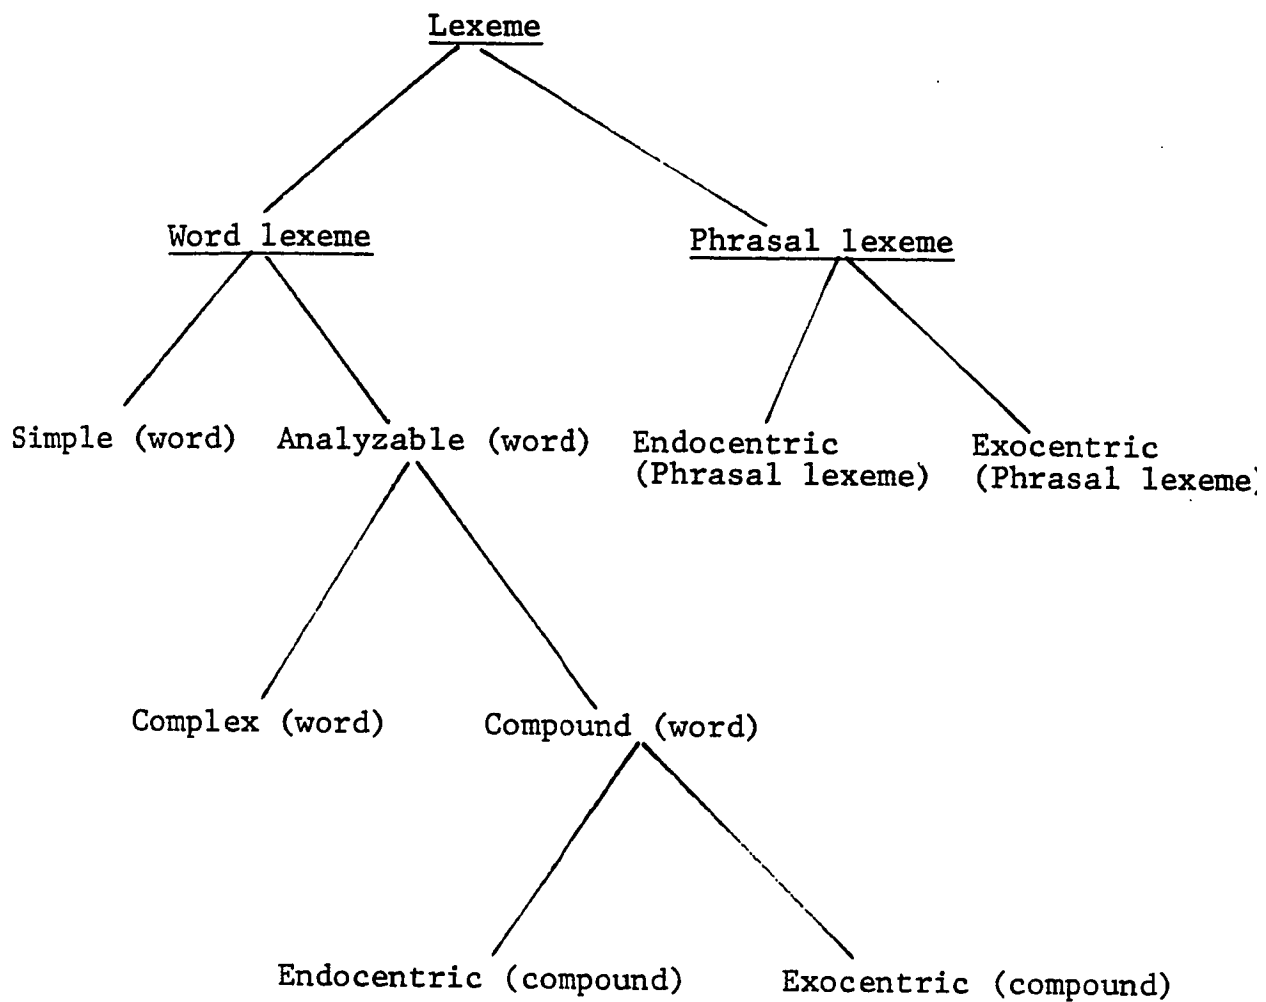 Lexeme
Word lexeme
Phrasal lexeme
Simple (word)
Analyzable (word)
Endocentric
(Phrasal lexeme)
Exocentric
(Phrasal lexeme)
Complex (word)
Compound (word)
Endocentric (compound)
Exocentric (compound)